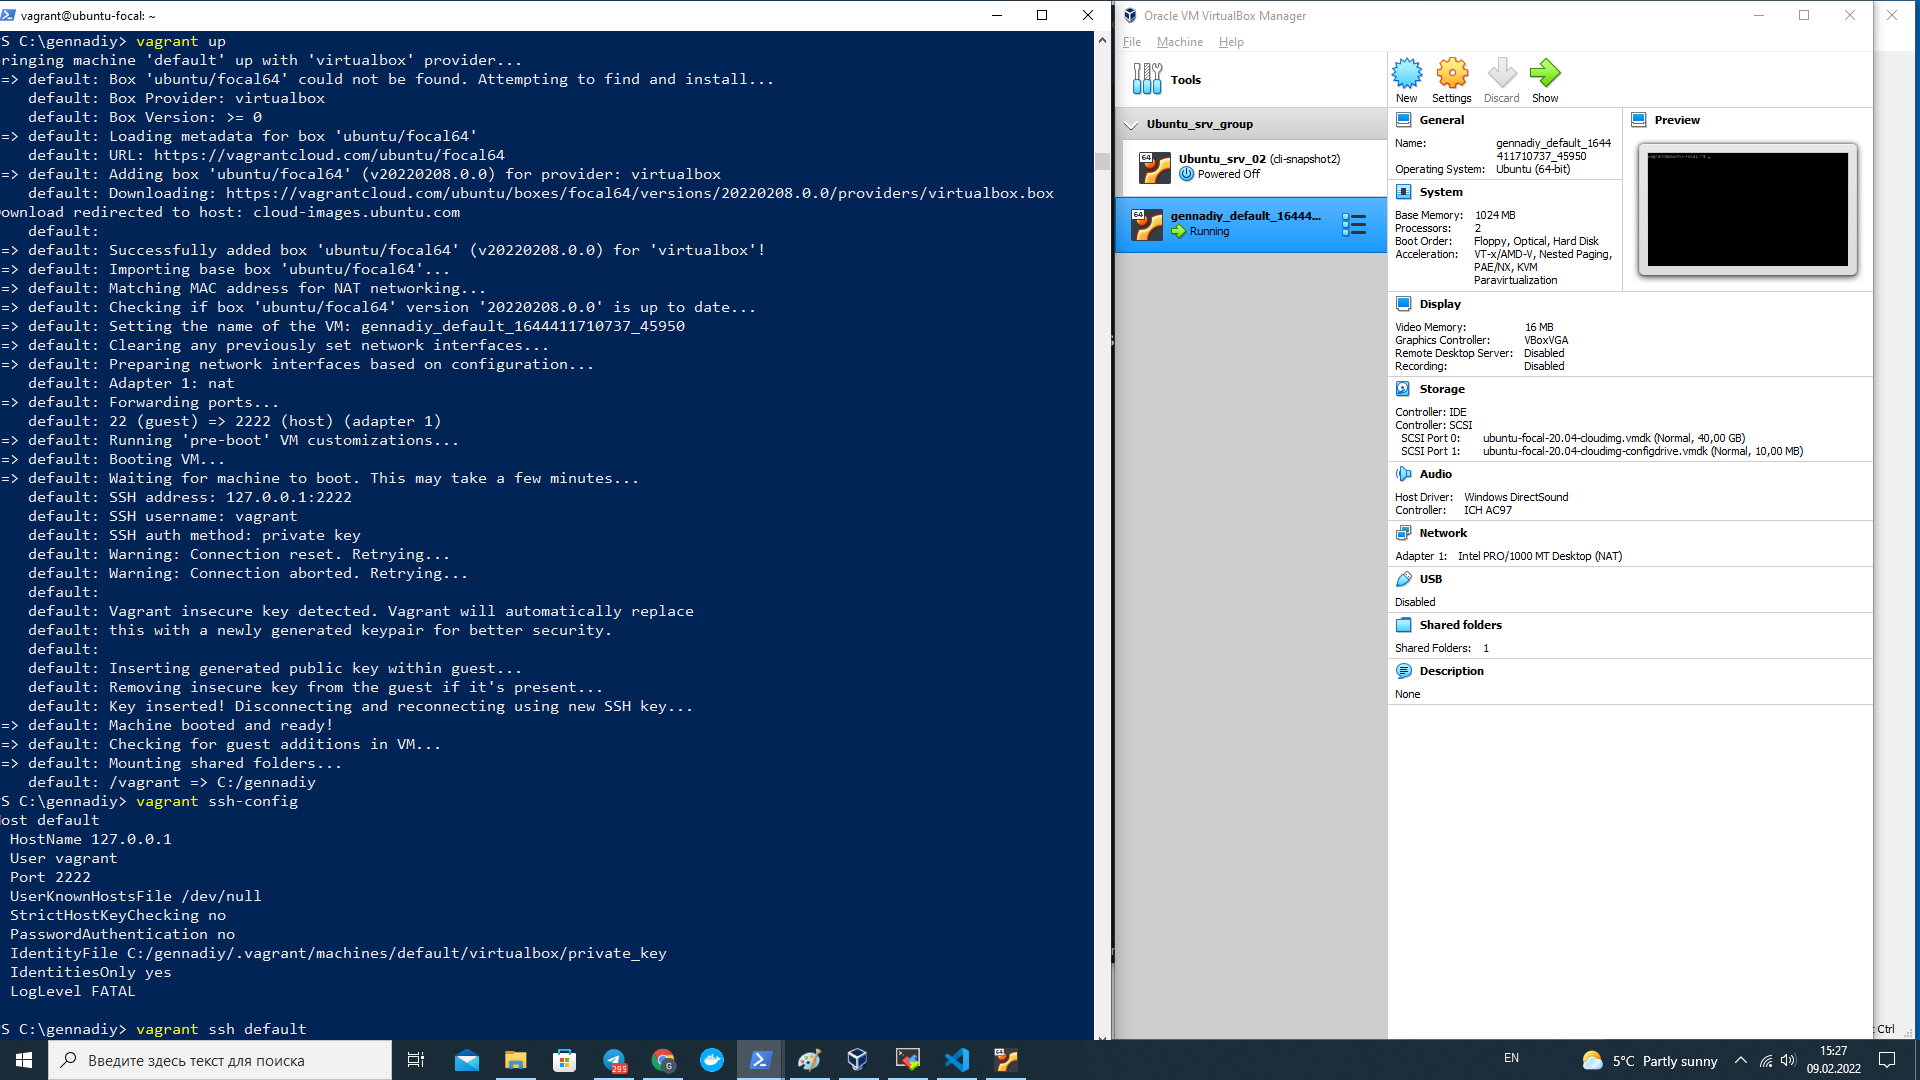 vagrant@ubuntu-focal: ~
S C:\gennadiy> vagrant up
ringing machine 'default' up with 'virtualbox' provider...
=> default: Box 'ubuntu/focal64' could not be found. Attempting to find and install...
default: Box Provider: virtualbox
default: Box Version: >= 0
=> default: Loading metadata for box 'ubuntu/focal64'
default: URL: https://vagrantcloud.com/ubuntu/focal64
=> default: Adding box 'ubuntu/focal64' (v20220208.0.0) for provider: virtualbox
default: Downloading: https://vagrantcloud.com/ubuntu/boxes/focal64/versions/20220208.0.0/providers/virtualbox.box
ownload redirected to host: cloud-images.ubuntu.com
default:
=> default: Successfully added box 'ubuntu/focal64' (v20220208.0.0) for 'virtualbox'!
=> default: Importing base box 'ubuntu/focal64'...
=> default: Matching MAC address for NAT networking...
=> default: Checking if box 'ubuntu/focal64' version '20220208.0.0' is up to date...
=> default: Setting the name of the VM: gennadiy_default_1644411710737_45950
=> default: Clearing any previously set network interfaces...
=> default: Preparing network interfaces based on configuration...
default: Adapter 1: nat
=> default: Forwarding ports...
default: 22 (guest) => 2222 (host) (adapter 1)
=> default: Running 'pre-boot' VM customizations...
=> default: Booting VM...
=> default: Waiting for machine to boot. This may take a few minutes...
default: SSH address: 127.0.0.1:2222
default: SSH username: vagrant
default: SSH auth method: private key
default: Warning: Connection reset. Retrying...
default: Warning: Connection aborted. Retrying...
default:
default: Vagrant insecure key detected. Vagrant will automatically replace
default: this with a newly generated keypair for better security.
default:
default: Inserting generated public key within guest...
default: Removing insecure key from the guest if it's present...
default: Key inserted! Disconnecting and reconnecting using new SSH key...
=> default: Machine booted and ready!
=> default: Checking for guest additions in VM...
=> default: Mounting shared folders...
default: /vagrant => C:/gennadiy
S C:\gennadiy> vagrant ssh-config
ost default
HostName 127.0.0.1
User vagrant
Port 2222
UserKnownHostsFile /dev/null
StrictHostKeyChecking no
PasswordAuthentication no
IdentityFile C:/gennadiy/.vagrant/machines/default/virtualbox/private_key
IdentitiesOnly yes
LogLevel FATAL
S C:\gennadiy> vagrant ssh default
Oracle VM VirtualBox Manager
File Machine Help
Tools
Ubuntu_srv_group
64 Ubuntu_srv_02 (cli-snapshot2)
Powered Off
64 gennadiy_default_16444...
Running
New Settings Discard Show
General
Name: gennadiy_default_1644
411710737_45950
Operating System: Ubuntu (64-bit)
Preview
System
Base Memory: 1024 MB
Processors: 2
Boot Order: Floppy, Optical, Hard Disk
Acceleration: VT-x/AMD-V, Nested Paging,
PAE/NX, KVM
Paravirtualization
Display
Video Memory: 16 MB
Graphics Controller: VBoxVGA
Remote Desktop Server: Disabled
Recording: Disabled
Storage
Controller: IDE
Controller: SCSI
SCSI Port 0: ubuntu-focal-20.04-cloudimg.vmdk (Normal, 40,00 GB)
SCSI Port 1: ubuntu-focal-20.04-cloudimg-configdrive.vmdk (Normal, 10,00 MB)
Audio
Host Driver: Windows DirectSound
Controller: ICH AC97
Network
Adapter 1: Intel PRO/1000 MT Desktop (NAT)
USB
Disabled
Shared folders
Shared Folders: 1
Description
None
: Ctrl
Введите здесь текст для поиска
295
G
64
EN
5°C Partly sunny
15:27
09.02.2022